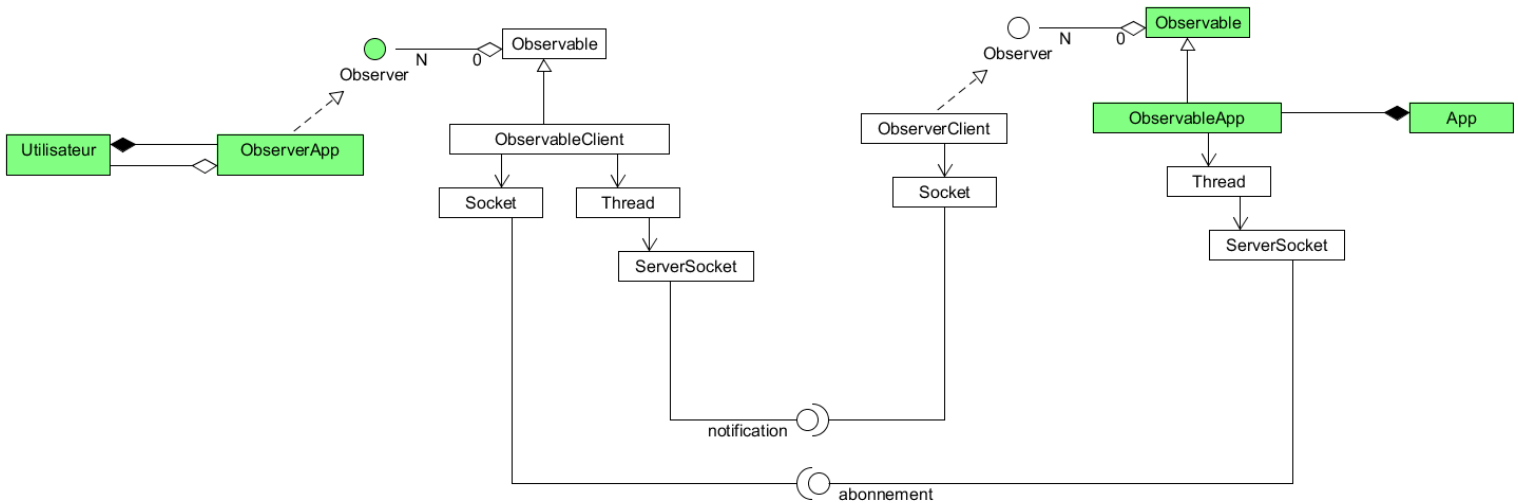 Observable
Observable
N
0
Observer
N
0
Observer
ObservableApp
App
ObserverClient
ObservableClient
Utilisateur
ObserverApp
Thread
Socket
Socket
Thread
ServerSocket
ServerSocket
notification
abonnement